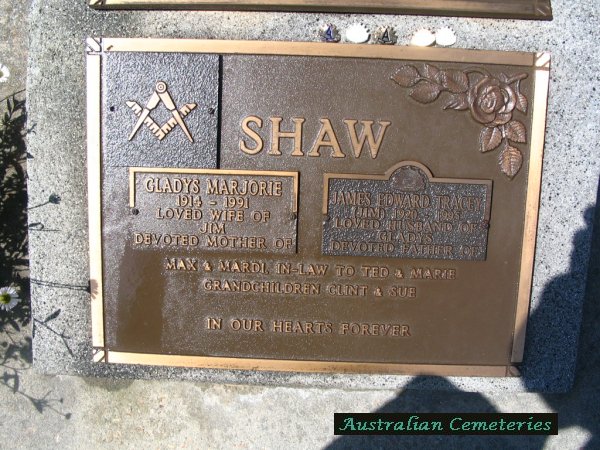 SHAW
GLADYS MARJORIE
1914 - 1991
LOVED WIFE OF
JIM
DEVOTED MOTHER OF
JAMES EDWARD TRACEY
(JIM) 1920 - 1995
LOVED HUSBAND OF
GLADYS
DEVOTED FATHER OF
MAX & MARDI, IN-LAW TO TED & MARIE
GRANDCHILDREN CLINT & SUE
IN OUR HEARTS FOREVER
Australian Cemeteries